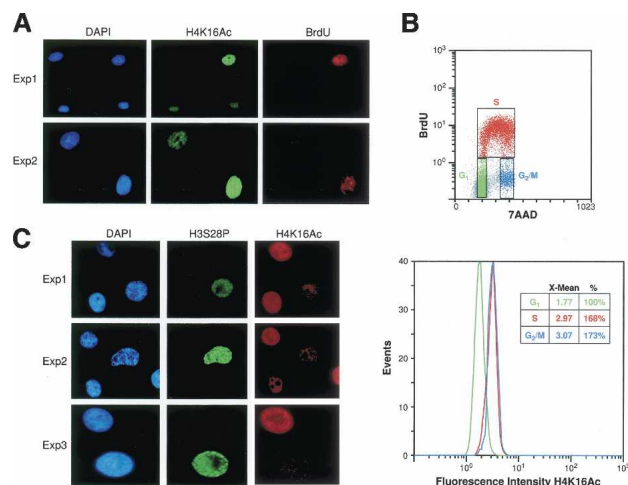 A
DAPI H4K16Ac BrdU
Exp1
Exp2
B
10³
10²
10¹
10⁰
BrdU
S
G₁
G₂/M
0 1023
7AAD
C
DAPI H3S28P H4K16Ac
Exp1
Exp2
Exp3
40
30
20
10
0
Events
X-Mean %
G₁ 1.77 100%
S 2.97 168%
G₂/M 3.07 173%
10⁰ 10¹ 10² 10³
Fluorescence Intensity H4K16Ac